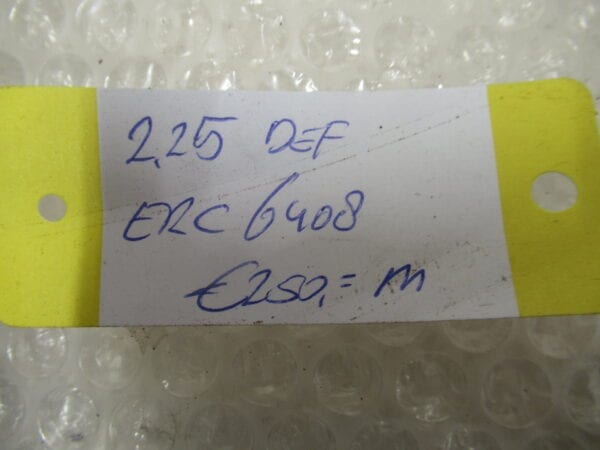 2,25 DEF
ERC 6408
€250,= M